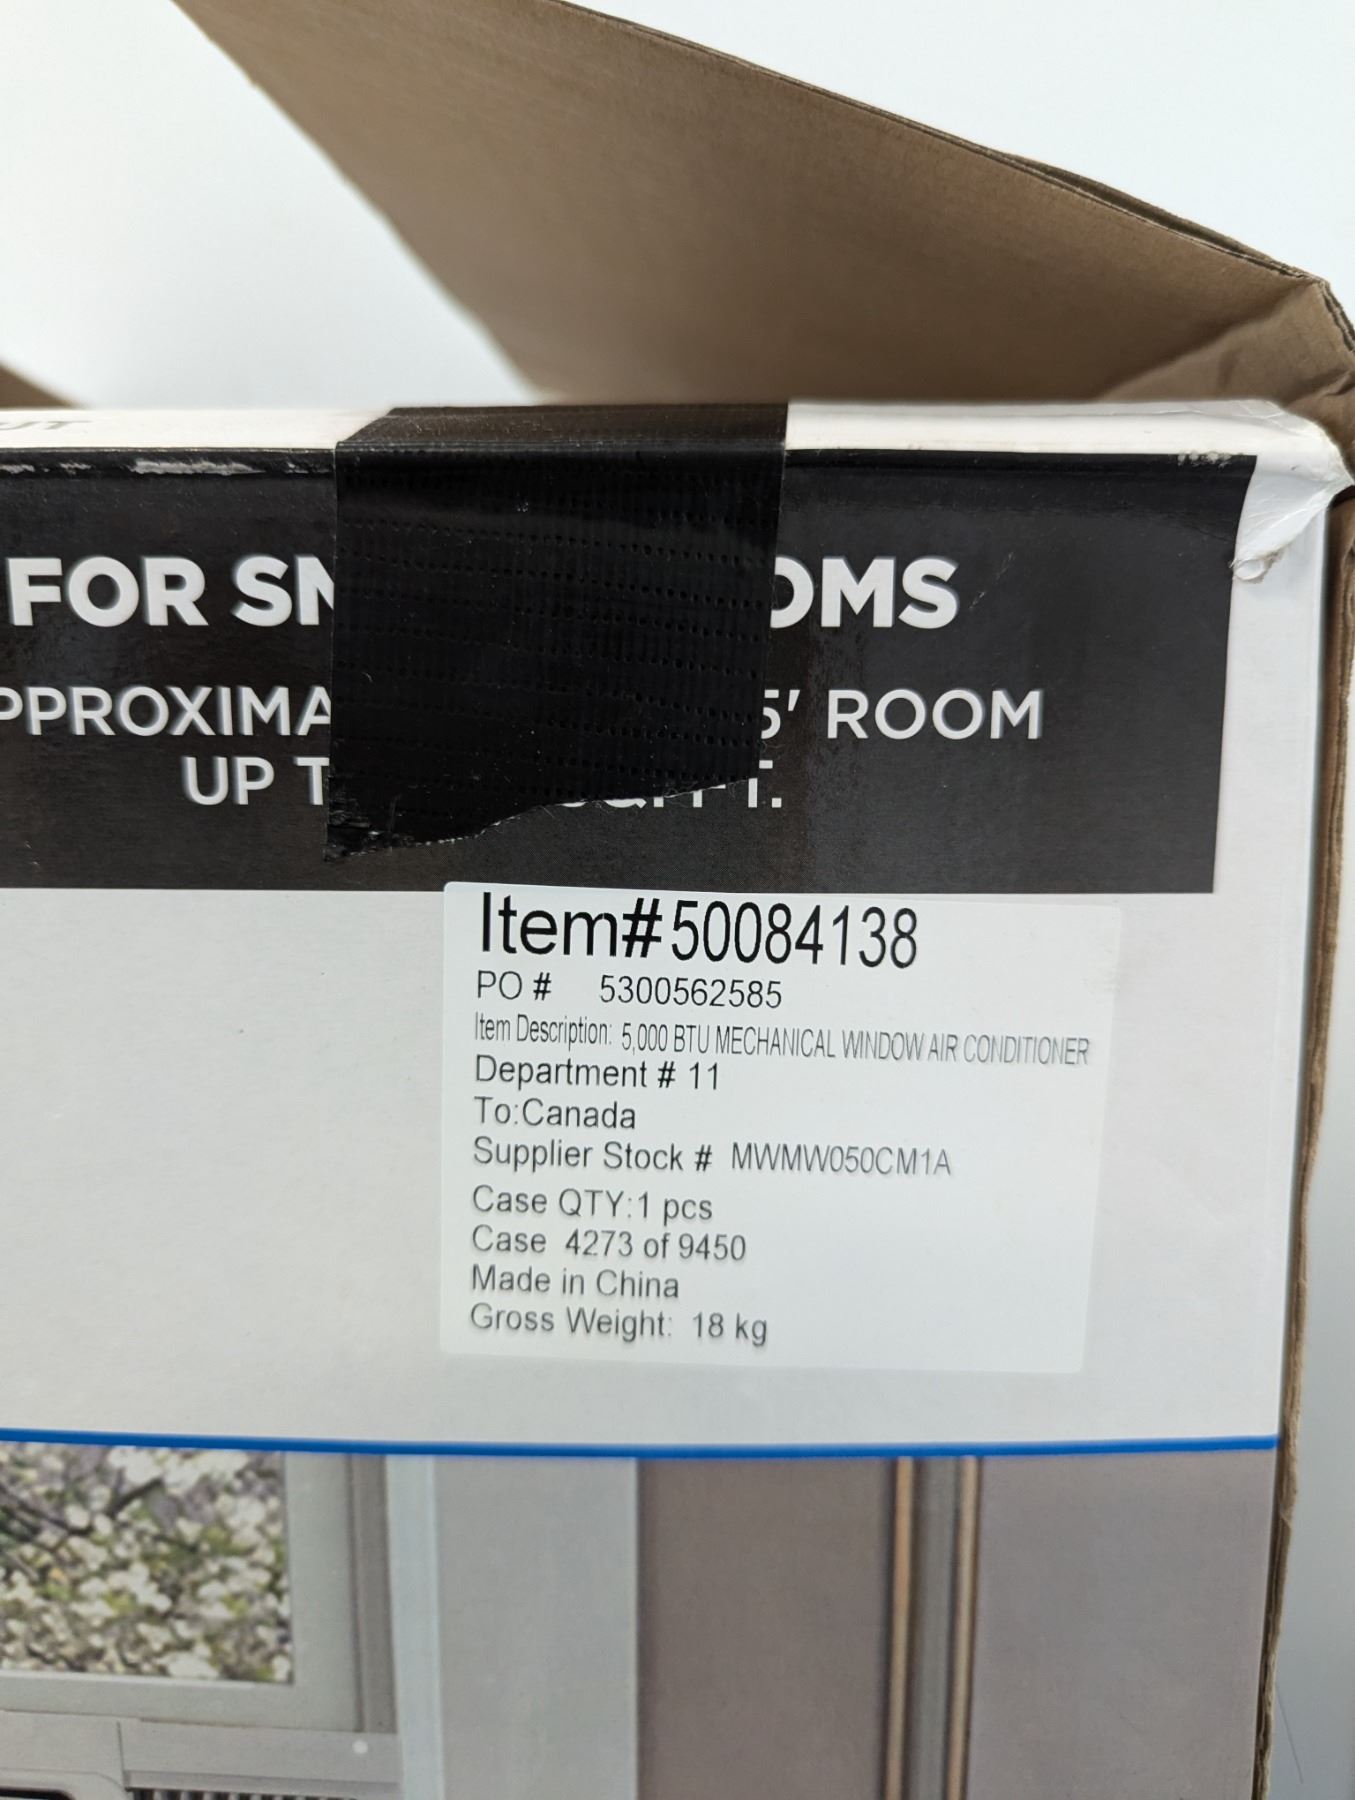 FOR
OMS
5' ROOM
UP
Item#50084138
PO # 5300562585
Item Description: 5,000 BTU MECHANICAL WINDOW AIR CONDITIONER
Department # 11
To:Canada
Supplier Stock # MWMW050CM1A
Case QTY:1 pcs
Case 4273 of 9450
Made in China
Gross Weight: 18 kg